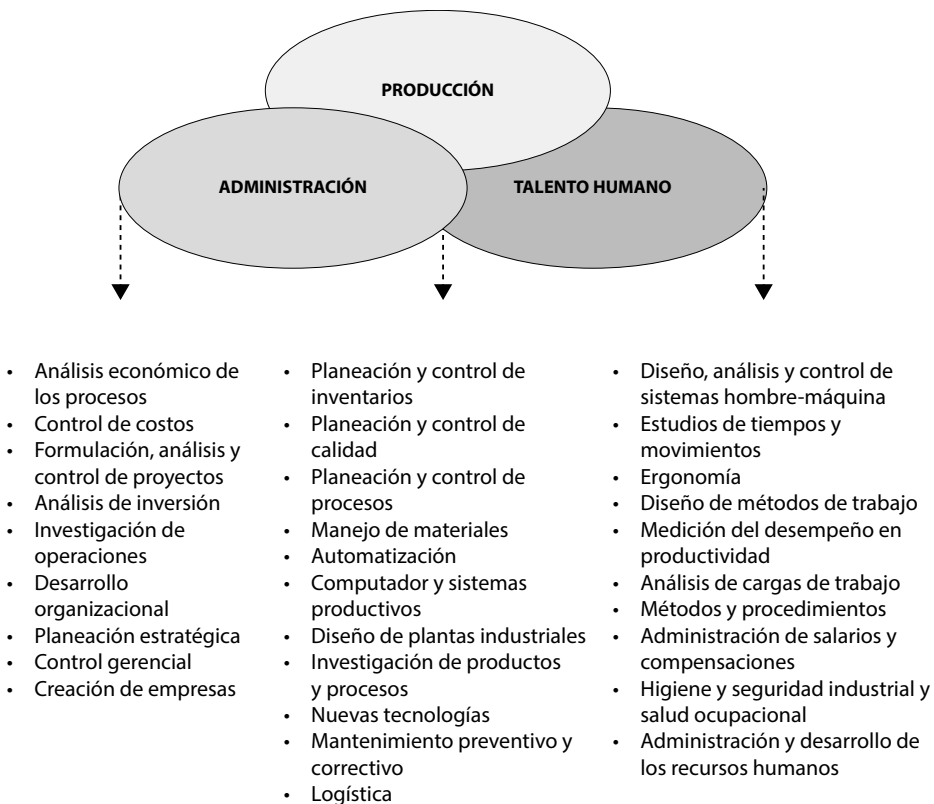 PRODUCCIÓN
ADMINISTRACIÓN
TALENTO HUMANO
• Análisis económico de
los procesos
• Control de costos
• Formulación, análisis y
control de proyectos
• Análisis de inversión
• Investigación de
operaciones
• Desarrollo
organizacional
• Planeación estratégica
• Control gerencial
• Creación de empresas
• Planeación y control de
inventarios
• Planeación y control de
calidad
• Planeación y control de
procesos
• Manejo de materiales
• Automatización
• Computador y sistemas
productivos
• Diseño de plantas industriales
• Investigación de productos
y procesos
• Nuevas tecnologías
• Mantenimiento preventivo y
correctivo
• Logística
• Diseño, análisis y control de
sistemas hombre-máquina
• Estudios de tiempos y
movimientos
• Ergonomía
• Diseño de métodos de trabajo
• Medición del desempeño en
productividad
• Análisis de cargas de trabajo
• Métodos y procedimientos
• Administración de salarios y
compensaciones
• Higiene y seguridad industrial y
salud ocupacional
• Administración y desarrollo de
los recursos humanos